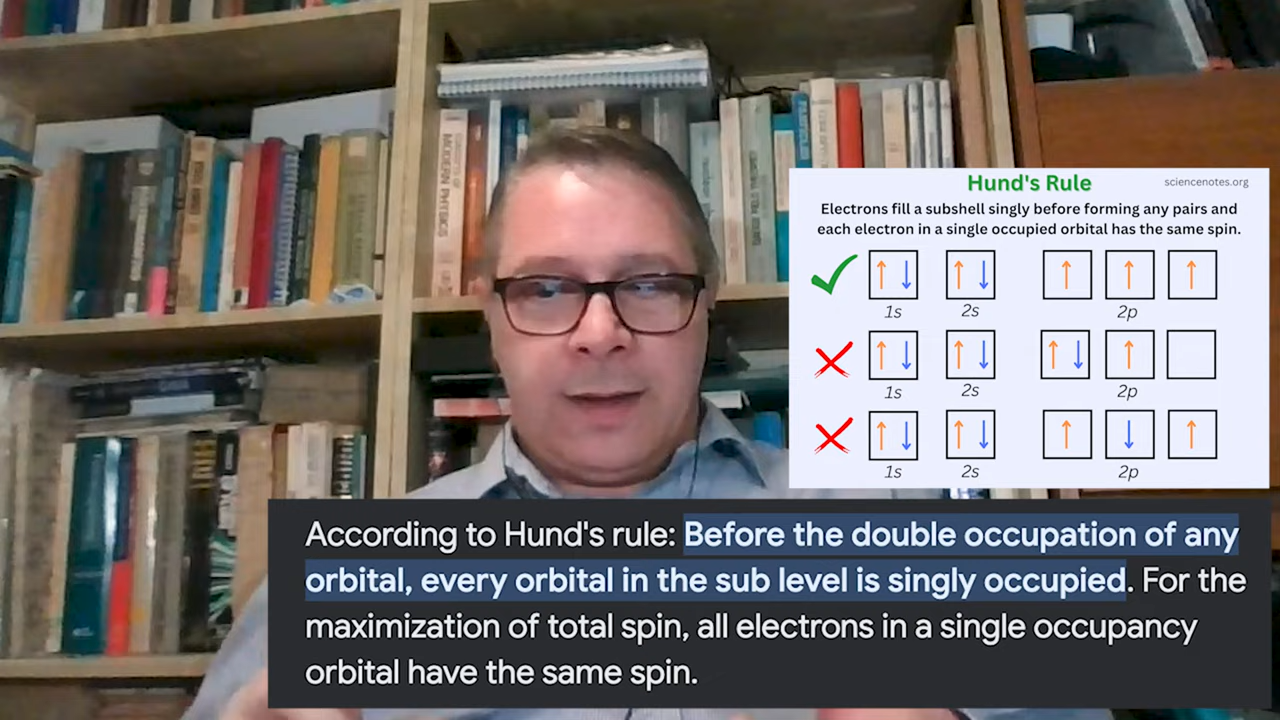 MODERN PHYSICS
Hund's Rule
sciencenotes.org
Electrons fill a subshell singly before forming any pairs and
each electron in a single occupied orbital has the same spin.
1s 2s 2p
1s 2s 2p
1s 2s 2p
According to Hund's rule: Before the double occupation of any
orbital, every orbital in the sub level is singly occupied. For the
maximization of total spin, all electrons in a single occupancy
orbital have the same spin.